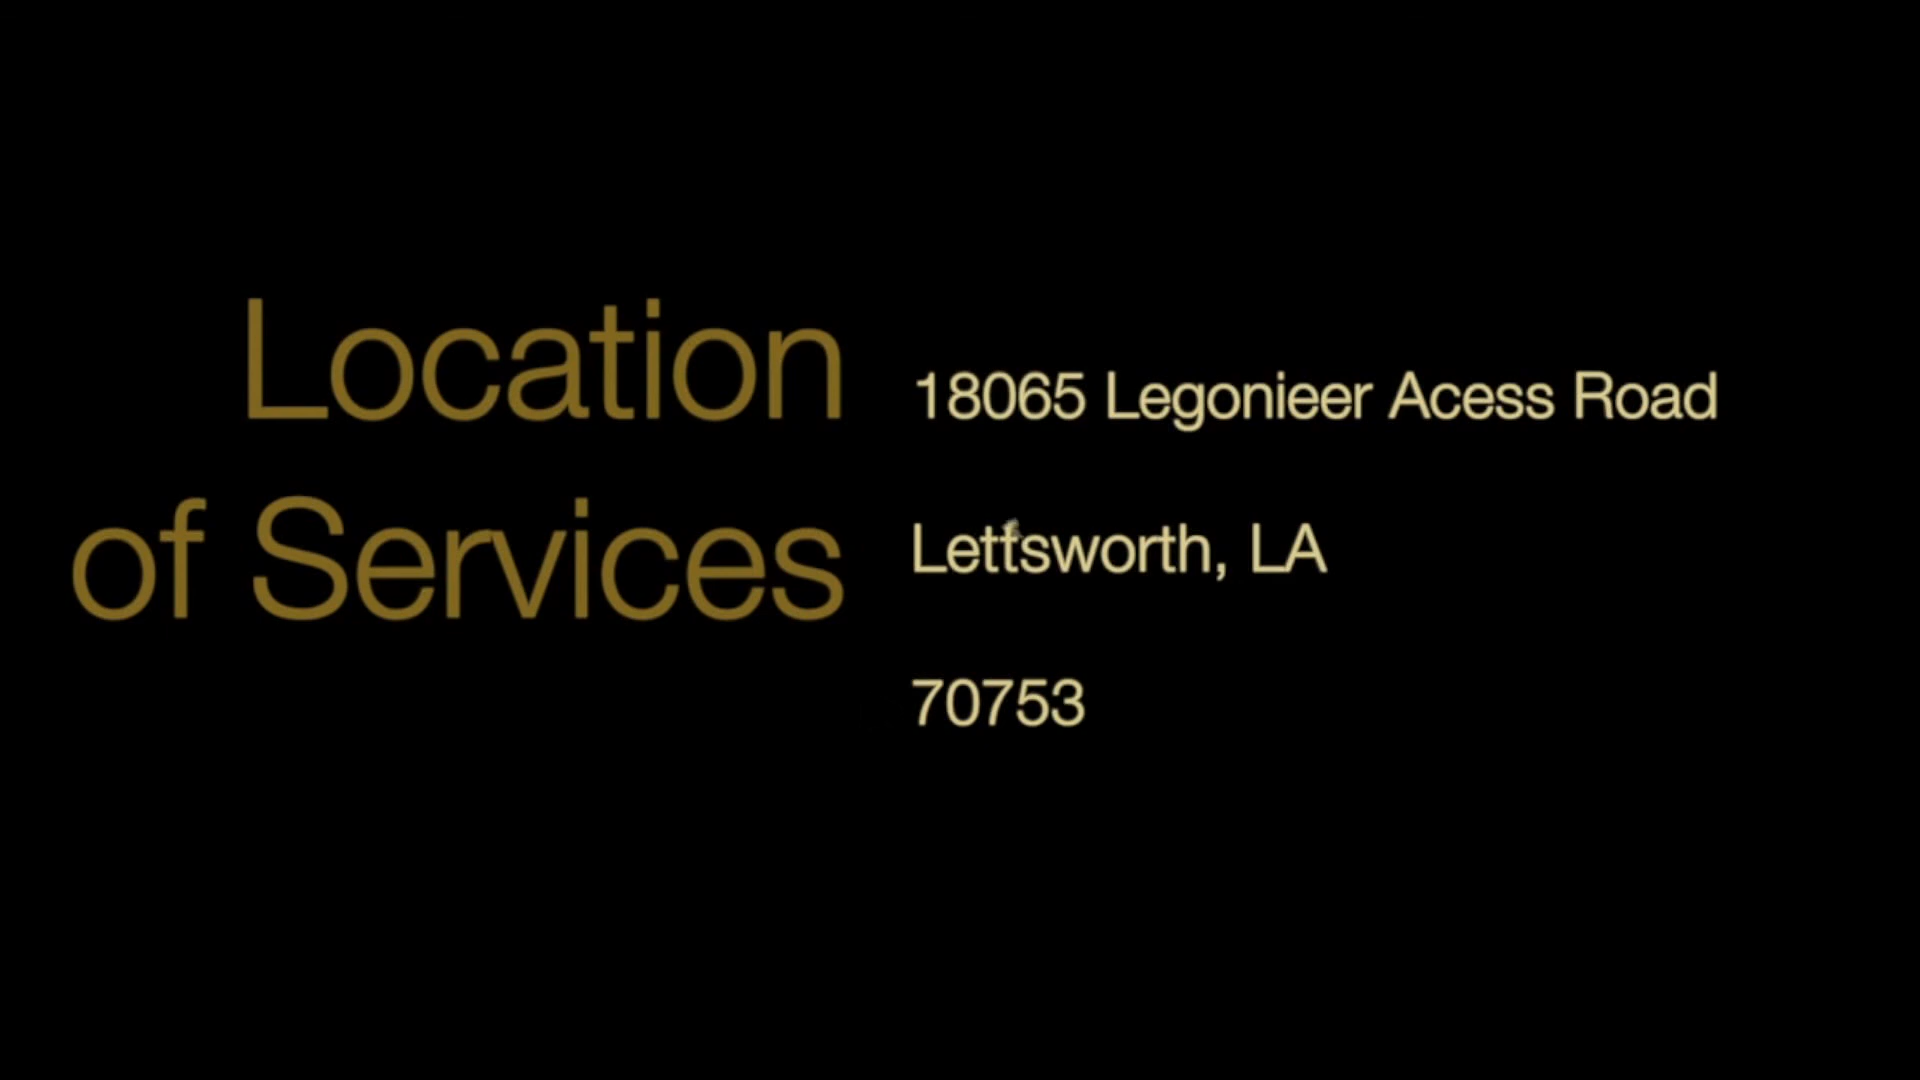 Location
of Services
18065 Legonieer Acess Road
Lettsworth, LA
70753